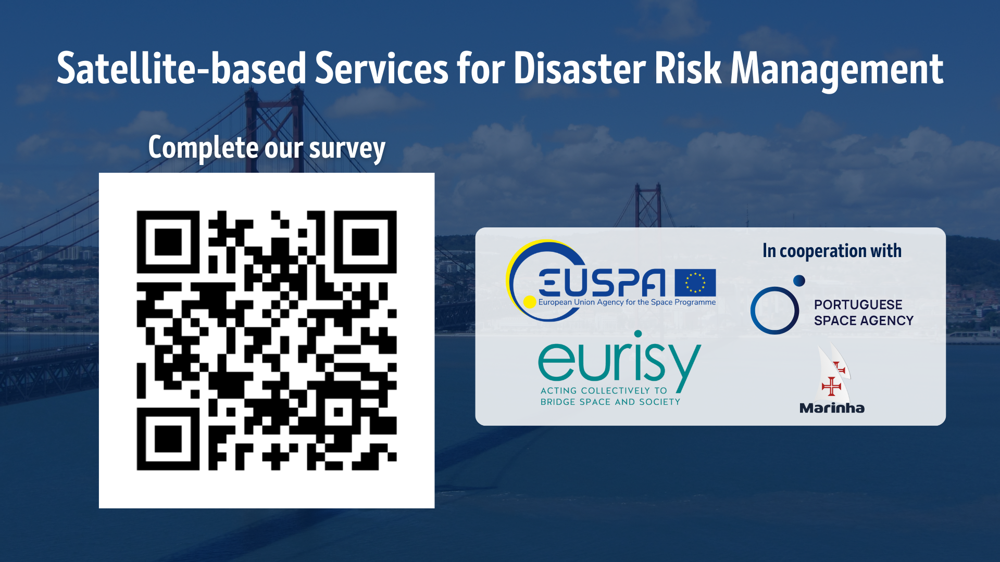 Satellite-based Services for Disaster Risk Management
Complete our survey
EUSPA
European Union Agency for the Space Programme
eurisy
ACTING COLLECTIVELY TO
BRIDGE SPACE AND SOCIETY
In cooperation with
PORTUGUESE
SPACE AGENCY
Marinha